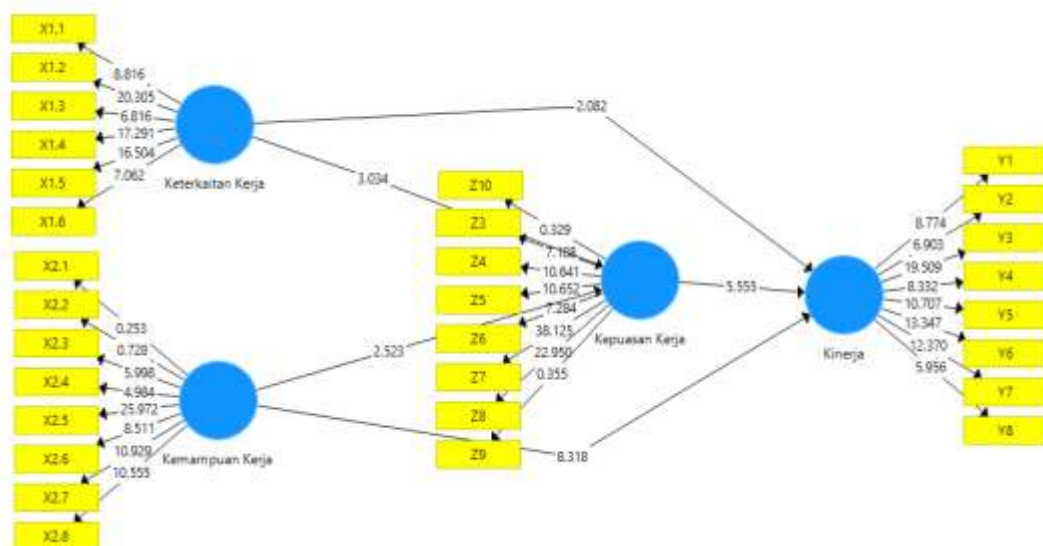 X1.1
X1.2
X1.3
X1.4
X1.5
X1.6
8.816
20.305
6.816
17.291
16.504
7.062
Keterkaitan Kerja
2.082
3.034
X2.1
X2.2
X2.3
X2.4
X2.5
X2.6
X2.7
X2.8
0.253
0.728
5.998
4.984
25.972
8.511
10.929
10.555
Kemampuan Kerja
2.523
8.318
Z10
Z3
Z4
Z5
Z6
Z7
Z8
Z9
0.329
7.188
10.641
10.652
7.284
38.125
22.950
0.355
Kepuasan Kerja
5.553
Kinerja
8.774
6.903
19.509
8.332
10.707
13.347
12.370
5.956
Y1
Y2
Y3
Y4
Y5
Y6
Y7
Y8